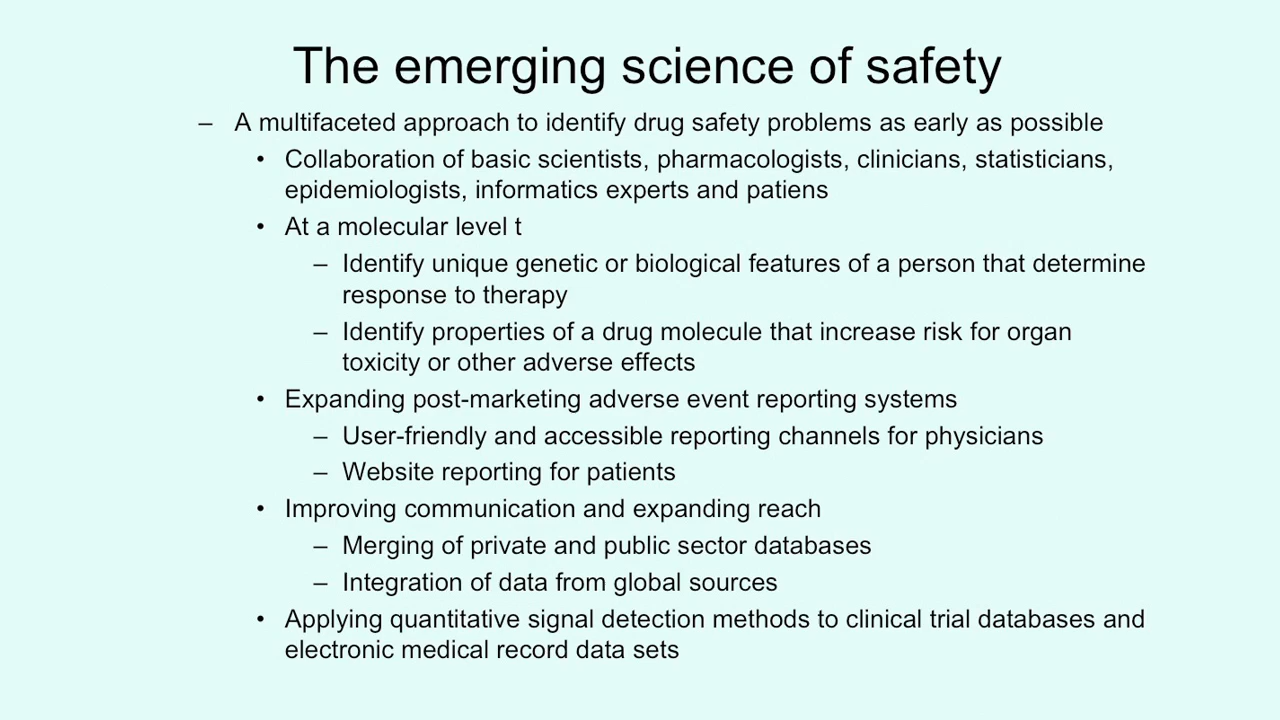 The emerging science of safety
– A multifaceted approach to identify drug safety problems as early as possible
• Collaboration of basic scientists, pharmacologists, clinicians, statisticians,
epidemiologists, informatics experts and patiens
• At a molecular level t
– Identify unique genetic or biological features of a person that determine
response to therapy
– Identify properties of a drug molecule that increase risk for organ
toxicity or other adverse effects
• Expanding post-marketing adverse event reporting systems
– User-friendly and accessible reporting channels for physicians
– Website reporting for patients
• Improving communication and expanding reach
– Merging of private and public sector databases
– Integration of data from global sources
• Applying quantitative signal detection methods to clinical trial databases and
electronic medical record data sets